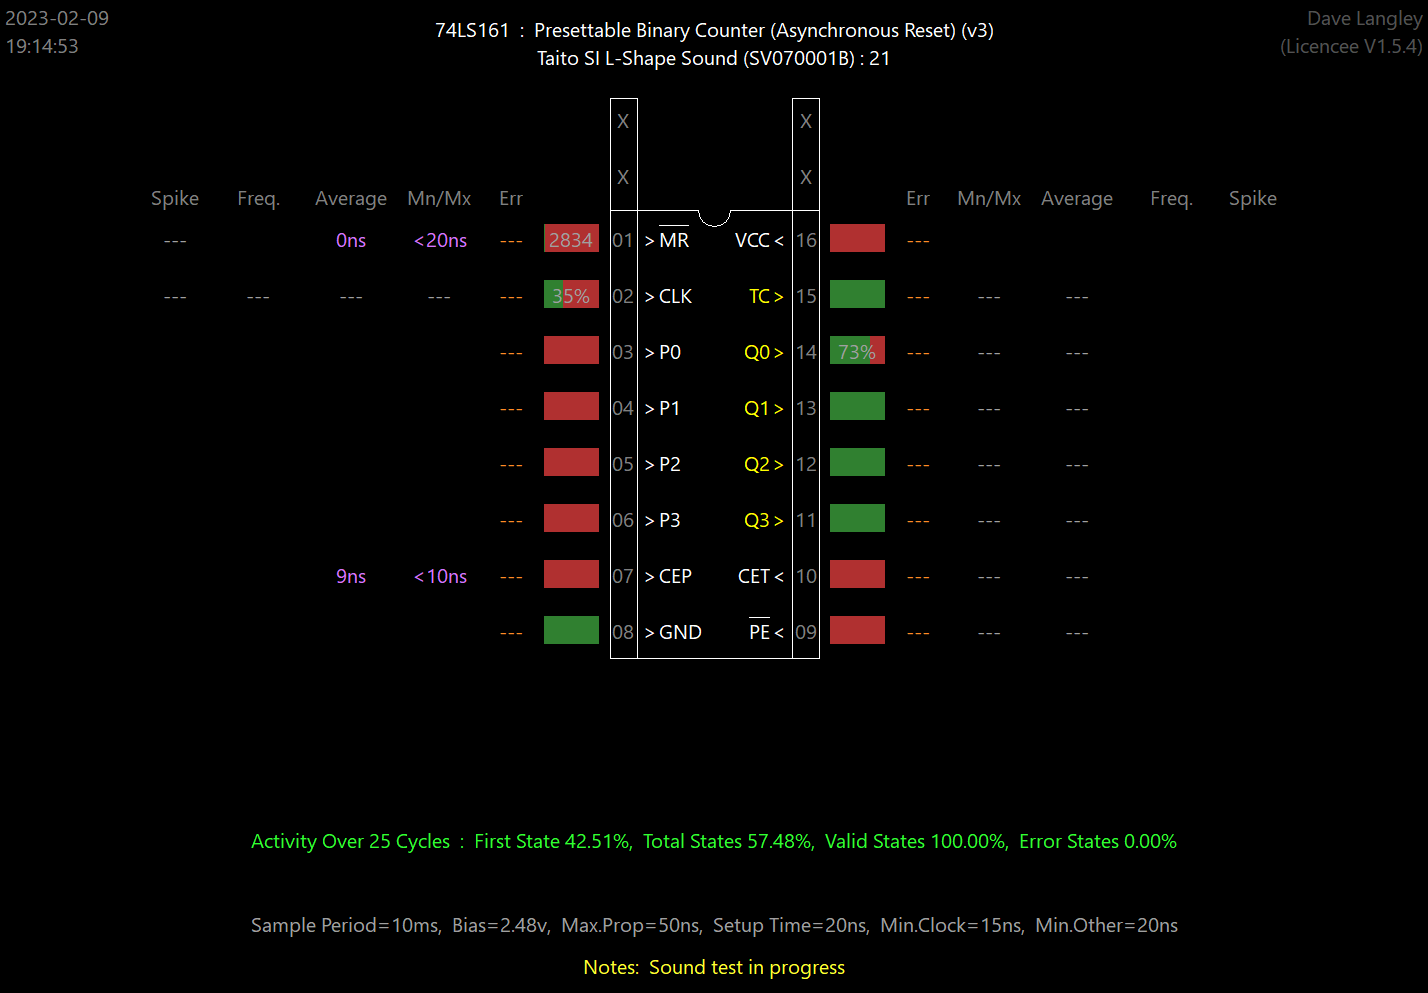 2023-02-09
19:14:53
74LS161 : Presettable Binary Counter (Asynchronous Reset) (v3)
Taito SI L-Shape Sound (SV070001B) : 21
Dave Langley
(Licencee V1.5.4)
X X
X X
Spike Freq. Average Mn/Mx Err Err Mn/Mx Average Freq. Spike
--- 0ns <20ns --- 2834 01 >MR VCC < 16 ---
--- --- --- --- --- 35% 02 >CLK TC > 15 --- --- ---
--- 03 >P0 Q0 > 14 73% --- --- ---
--- 04 >P1 Q1 > 13 --- --- ---
--- 05 >P2 Q2 > 12 --- --- ---
--- 06 >P3 Q3 > 11 --- --- ---
9ns <10ns --- 07 >CEP CET < 10 --- --- ---
--- 08 >GND PE < 09 --- --- ---
Activity Over 25 Cycles : First State 42.51%, Total States 57.48%, Valid States 100.00%, Error States 0.00%
Sample Period=10ms, Bias=2.48v, Max.Prop=50ns, Setup Time=20ns, Min.Clock=15ns, Min.Other=20ns
Notes: Sound test in progress